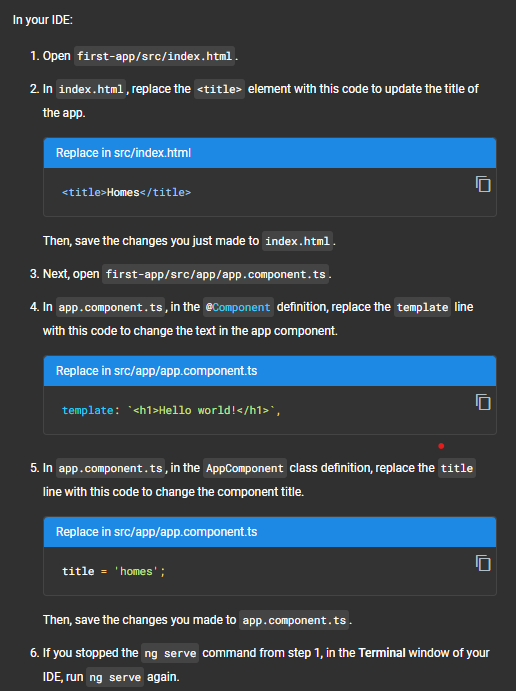 In your IDE:
1. Open first-app/src/index.html.
2. In index.html, replace the <title> element with this code to update the title of
the app.
Replace in src/index.html
<title>Homes</title>
Then, save the changes you just made to index.html.
3. Next, open first-app/src/app/app.component.ts.
4. In app.component.ts, in the @Component definition, replace the template line
with this code to change the text in the app component.
Replace in src/app/app.component.ts
template: `<h1>Hello world!</h1>`,
5. In app.component.ts, in the AppComponent class definition, replace the title
line with this code to change the component title.
Replace in src/app/app.component.ts
title = 'homes';
Then, save the changes you made to app.component.ts.
6. If you stopped the ng serve command from step 1, in the Terminal window of your
IDE, run ng serve again.